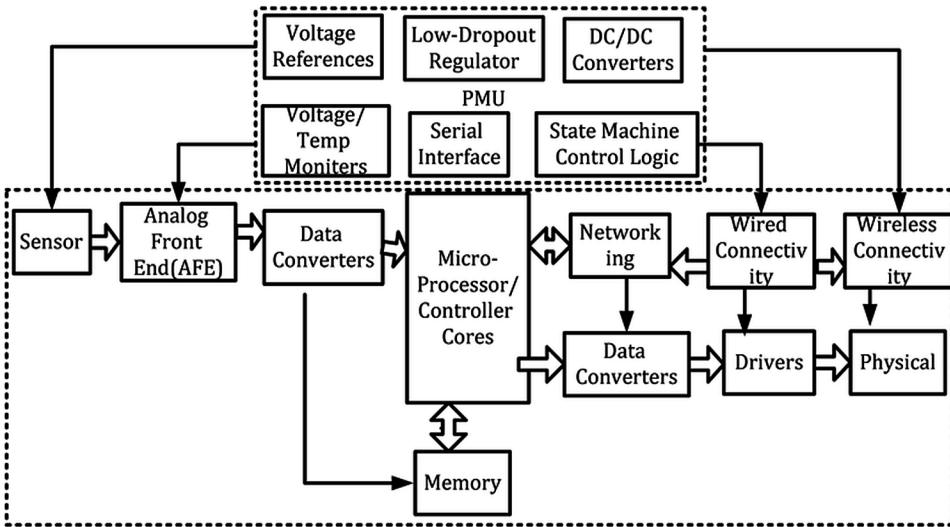 Voltage
References
Low-Dropout
Regulator
DC/DC
Converters
PMU
Voltage/
Temp
Moniters
Serial
Interface
State Machine
Control Logic
Sensor
Analog
Front
End(AFE)
Data
Converters
Micro-
Processor/
Controller
Cores
Network
ing
Wired
Connectiv
ity
Wireless
Connectiv
ity
Data
Converters
Drivers
Physical
Memory